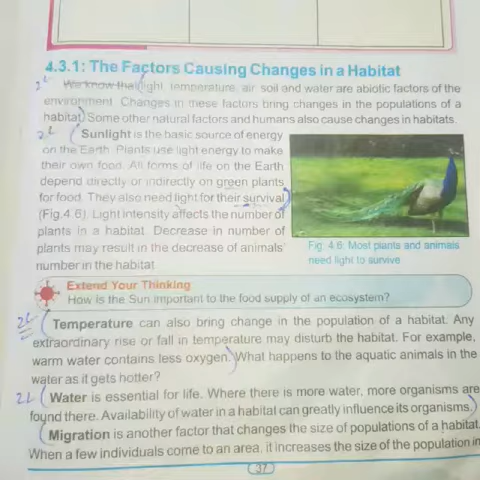 4.3.1: The Factors Causing Changes in a Habitat
2L We know that light, temperature, air, soil and water are abiotic factors of the
environment. Changes in these factors bring changes in the populations of a
habitat. Some other natural factors and humans also cause changes in habitats.
2L Sunlight is the basic source of energy
on the Earth. Plants use light energy to make
their own food. All forms of life on the Earth
depend directly or indirectly on green plants
for food. They also need light for their survival
(Fig.4.6). Light intensity affects the number of
plants in a habitat. Decrease in number of
plants may result in the decrease of animals'
number in the habitat.
Fig. 4.6: Most plants and animals
need light to survive
Extend Your Thinking
How is the Sun important to the food supply of an ecosystem?
2L Temperature can also bring change in the population of a habitat. Any
extraordinary rise or fall in temperature may disturb the habitat. For example,
warm water contains less oxygen. What happens to the aquatic animals in the
water as it gets hotter?
2L Water is essential for life. Where there is more water, more organisms are
found there. Availability of water in a habitat can greatly influence its organisms.
Migration is another factor that changes the size of populations of a habitat.
When a few individuals come to an area, it increases the size of the population in
37